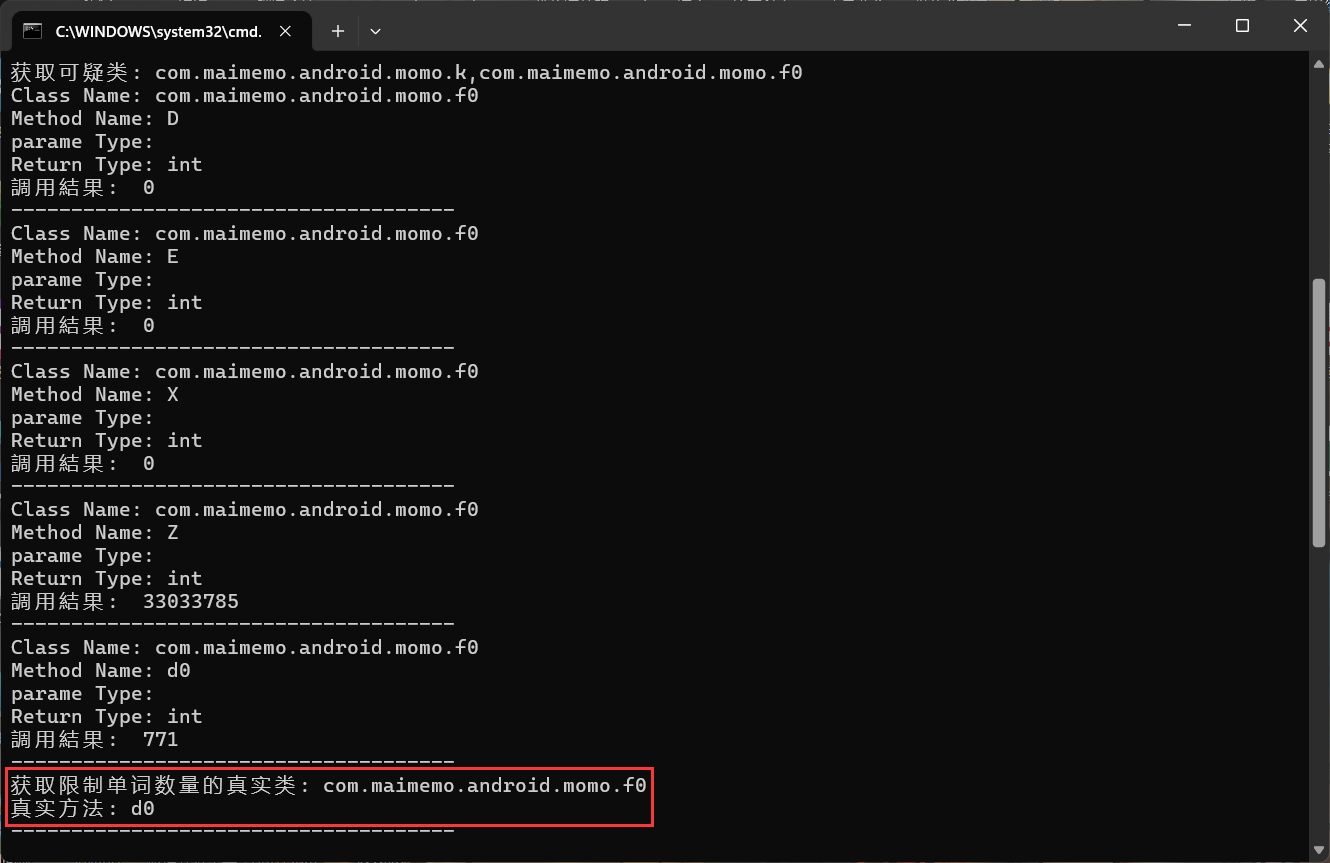 C:\WINDOWS\system32\cmd.
获取可疑类: com.maimemo.android.momo.k,com.maimemo.android.momo.f0
Class Name: com.maimemo.android.momo.f0
Method Name: D
parame Type:
Return Type: int
調用結果:  0
-------------------------------------
Class Name: com.maimemo.android.momo.f0
Method Name: E
parame Type:
Return Type: int
調用結果:  0
-------------------------------------
Class Name: com.maimemo.android.momo.f0
Method Name: X
parame Type:
Return Type: int
調用結果:  0
-------------------------------------
Class Name: com.maimemo.android.momo.f0
Method Name: Z
parame Type:
Return Type: int
調用結果:  33033785
-------------------------------------
Class Name: com.maimemo.android.momo.f0
Method Name: d0
parame Type:
Return Type: int
調用結果:  771
-------------------------------------
获取限制单词数量的真实类: com.maimemo.android.momo.f0
真实方法: d0
-------------------------------------